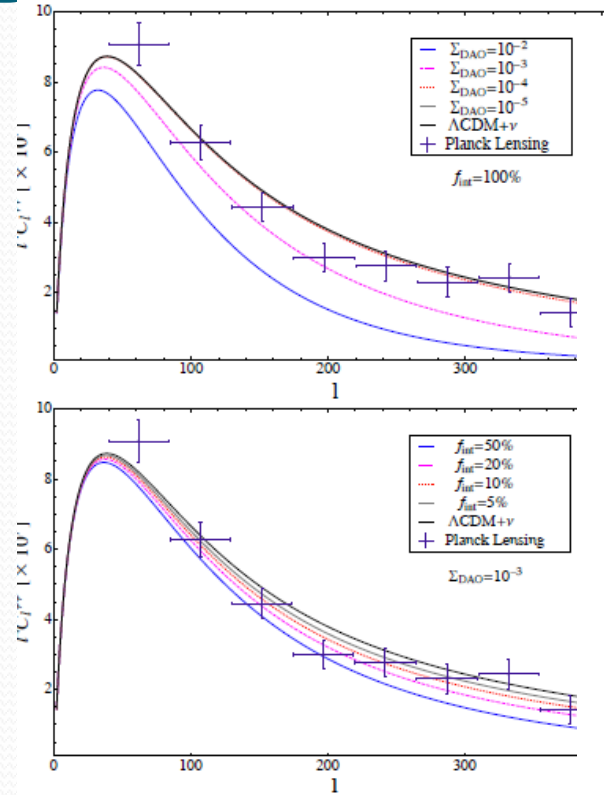 10
8
6
4
2
0
100
200
300
l
Σ_DAO=10⁻²
Σ_DAO=10⁻³
Σ_DAO=10⁻⁴
Σ_DAO=10⁻⁵
ΛCDM+ν
Planck Lensing
f_int=100%
10
8
6
4
2
0
100
200
300
l
f_int=50%
f_int=20%
f_int=10%
f_int=5%
ΛCDM+ν
Planck Lensing
Σ_DAO=10⁻³